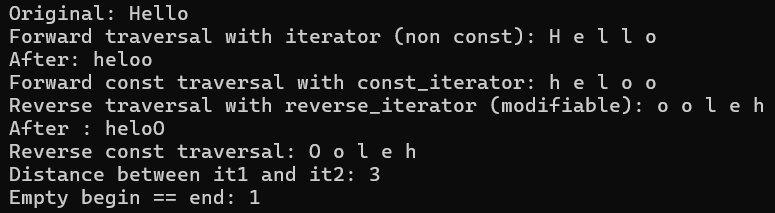 Original: Hello
Forward traversal with iterator (non const): H e l l o
After: heloo
Forward const traversal with const_iterator: h e l o o
Reverse traversal with reverse_iterator (modifiable): o o l e h
After : heloO
Reverse const traversal: O o l e h
Distance between it1 and it2: 3
Empty begin == end: 1